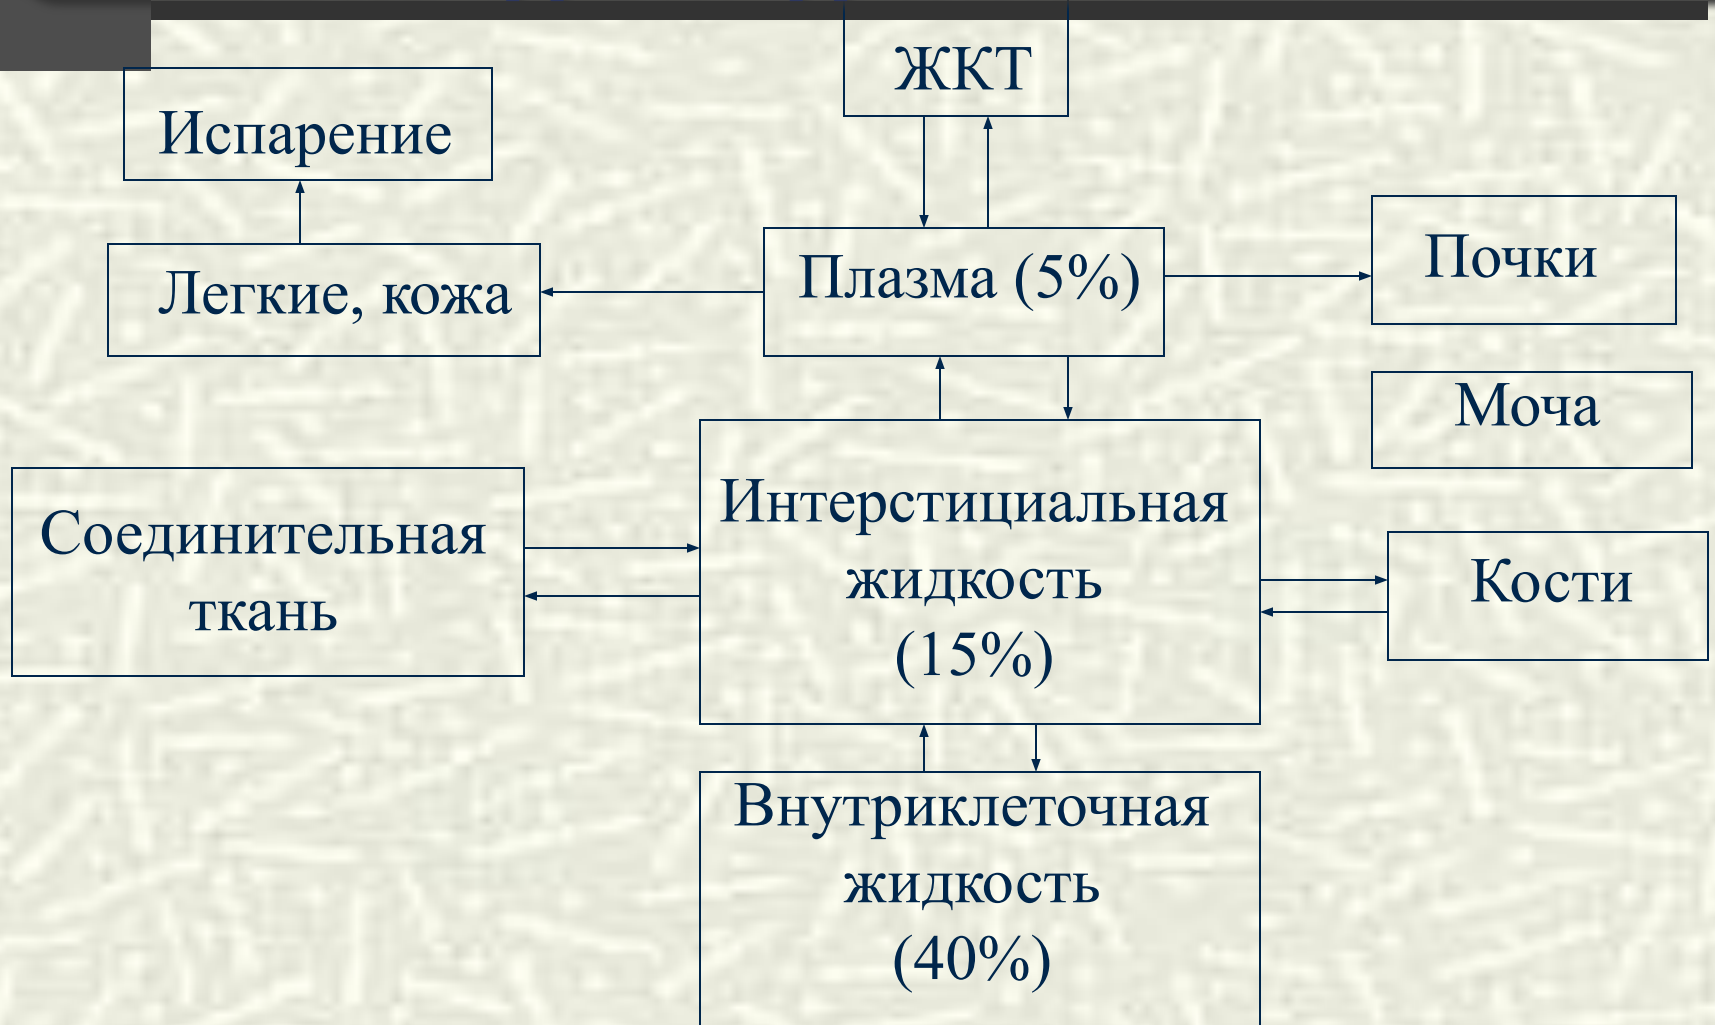 ЖКТ
Испарение
Легкие, кожа
Плазма (5%)
Почки
Моча
Соединительная
ткань
Интерстициальная
жидкость
(15%)
Кости
Внутриклеточная
жидкость
(40%)